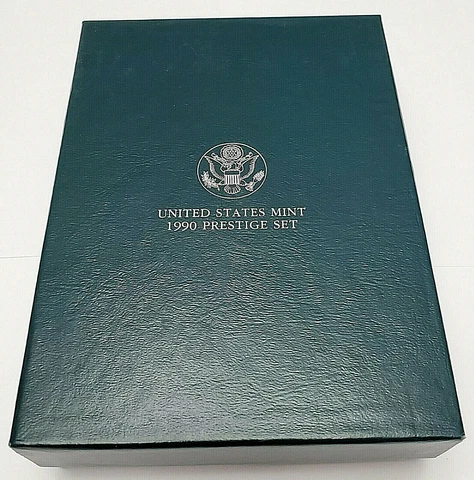 UNITED STATES MINT
1990 PRESTIGE SET